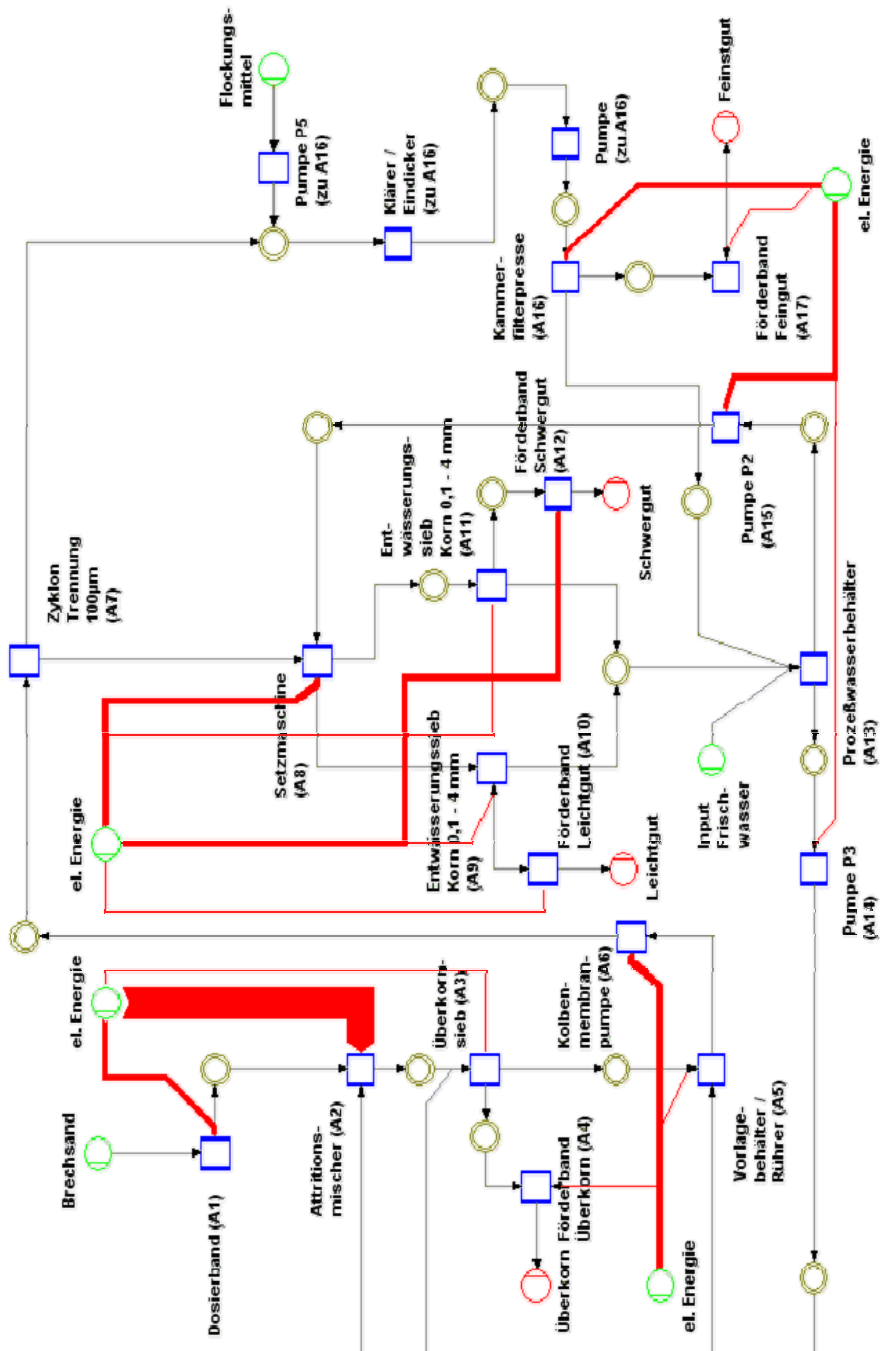 Brechsand
el. Energie
el. Energie
Zyklon
Trennung
100µm
(A7)
Flockungs-
mittel
Dosierband (A1)
Setzmaschine
(A8)
Pumpe P5
(zu A16)
Attritions-
mischer (A2)
Ent-
wässerungs-
sieb
Korn 0,1 - 4 mm
(A11)
Klärer /
Eindicker
(zu A16)
Überkorn-
sieb (A3)
Entwässerungssieb
Korn 0,1 - 4 mm
(A9)
Förderband
Schwergut
(A12)
Kammer-
filterpresse
(A16)
Pumpe
(zu A16)
Überkorn
Förderband
Überkorn (A4)
Kolben-
membran-
pumpe (A6)
Förderband
Leichtgut (A10)
Leichtgut
Schwergut
Feinstgut
el. Energie
Vorlage-
behälter /
Rührer (A5)
Input
Frisch-
wasser
Pumpe P2
(A15)
Förderband
Feingut
(A17)
el. Energie
Pumpe P3
(A14)
Prozeßwasserbehälter
(A13)